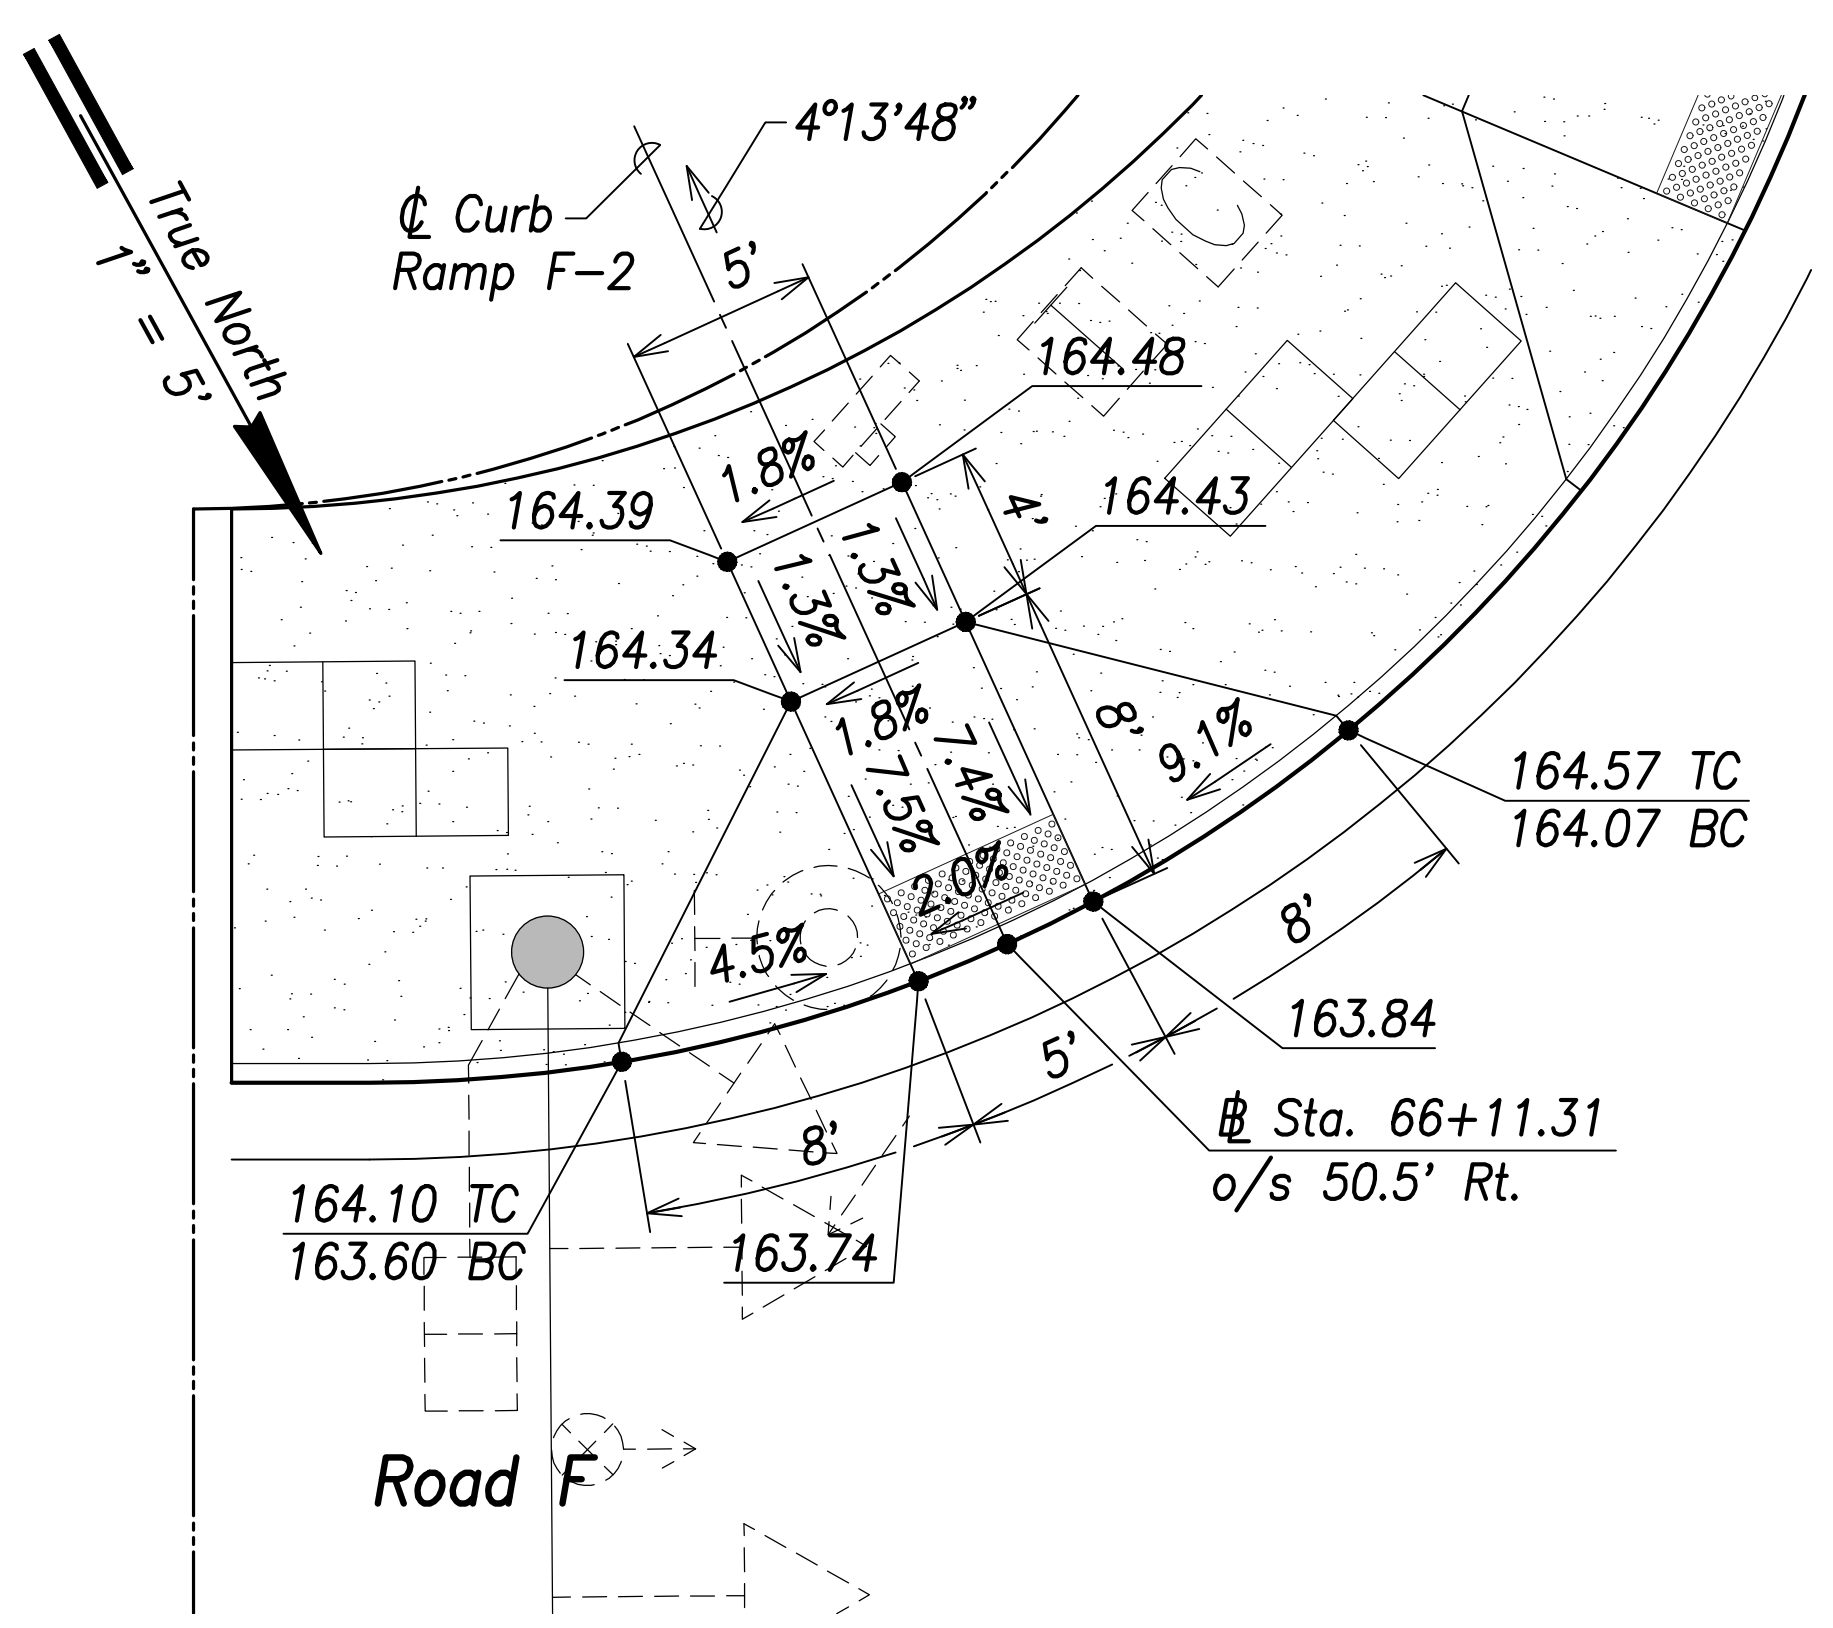 4°13'48"
℄ Curb
Ramp F-2
True North
1" = 5'
5'
C
164.48
1.8%
164.39
4'
164.43
1.3%
1.3%
164.34
1.8%
8'
9.1%
7.4%
7.5%
164.57 TC
164.07 BC
2.0%
4.5%
8'
163.84
5'
B̵L Sta. 66+11.31
o/s 50.5' Rt.
8'
164.10 TC
163.60 BC
163.74
Road F